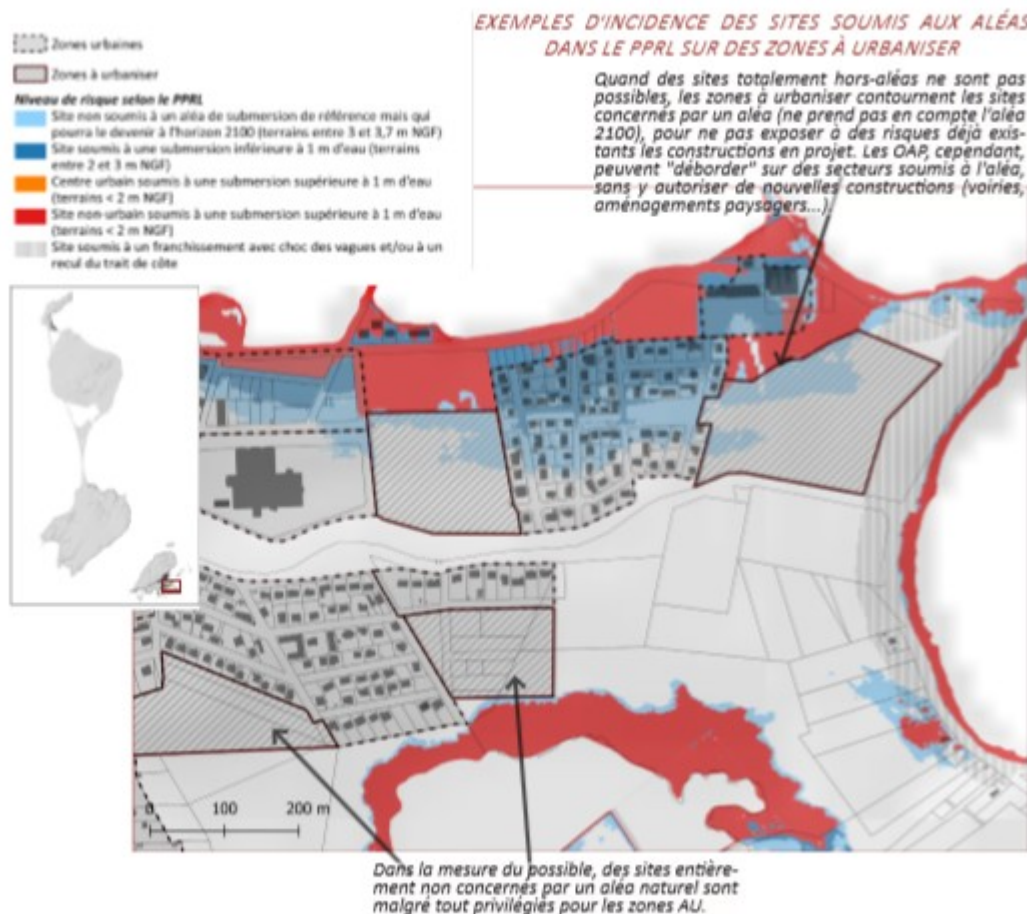 EXEMPLES D'INCIDENCE DES SITES SOUMIS AUX ALÉAS
DANS LE PPRL SUR DES ZONES À URBANISER
Zones urbaines
Zones à urbaniser
Niveau de risque selon le PPRL
Site non soumis à un aléa de submersion de référence mais qui
pourra le devenir à l'horizon 2100 (terrains entre 3 et 3,7 m NGF)
Site soumis à une submersion inférieure à 1 m d'eau (terrains
entre 2 et 3 m NGF)
Centre urbain soumis à une submersion supérieure à 1 m d'eau
(terrains < 2 m NGF)
Site non-urbain soumis à une submersion supérieure à 1 m d'eau
(terrains < 2 m NGF)
Site soumis à un franchissement avec choc des vagues et/ou à un
recul du trait de côte
Quand des sites totalement hors-aléas ne sont pas
possibles, les zones à urbaniser contournent les sites
concernés par un aléa (ne prend pas en compte l'aléa
2100), pour ne pas exposer à des risques déjà exis-
tants les constructions en projet. Les OAP, cependant,
peuvent "déborder" sur des secteurs soumis à l'aléa,
sans y autoriser de nouvelles constructions (voiries,
aménagements paysagers...).
0 100 200 m
Dans la mesure du possible, des sites entière-
ment non concernés par un aléa naturel sont
malgré tout privilégiés pour les zones AU.